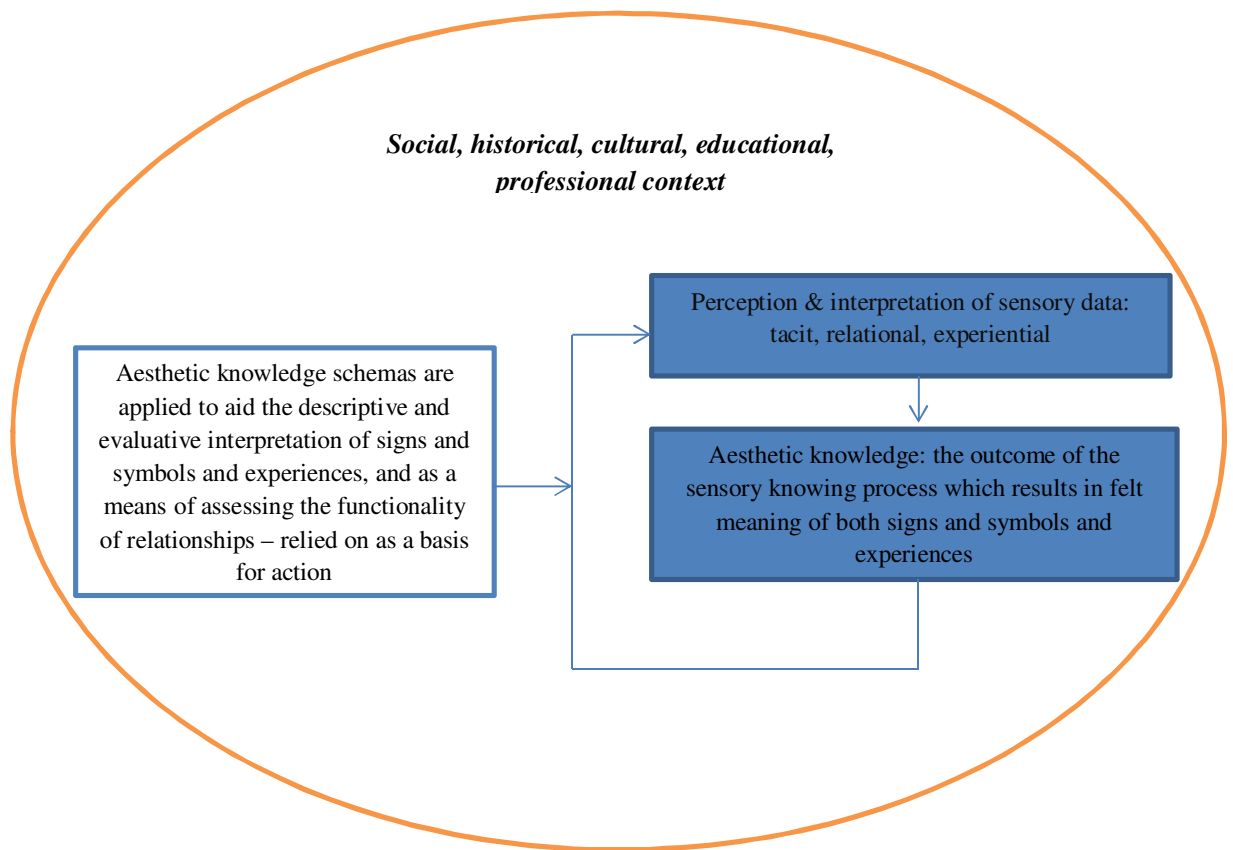 Social, historical, cultural, educational,
professional context
Perception & interpretation of sensory data:
tacit, relational, experiential
Aesthetic knowledge schemas are
applied to aid the descriptive and
evaluative interpretation of signs and
symbols and experiences, and as a
means of assessing the functionality
of relationships – relied on as a basis
for action
Aesthetic knowledge: the outcome of the
sensory knowing process which results in felt
meaning of both signs and symbols and
experiences